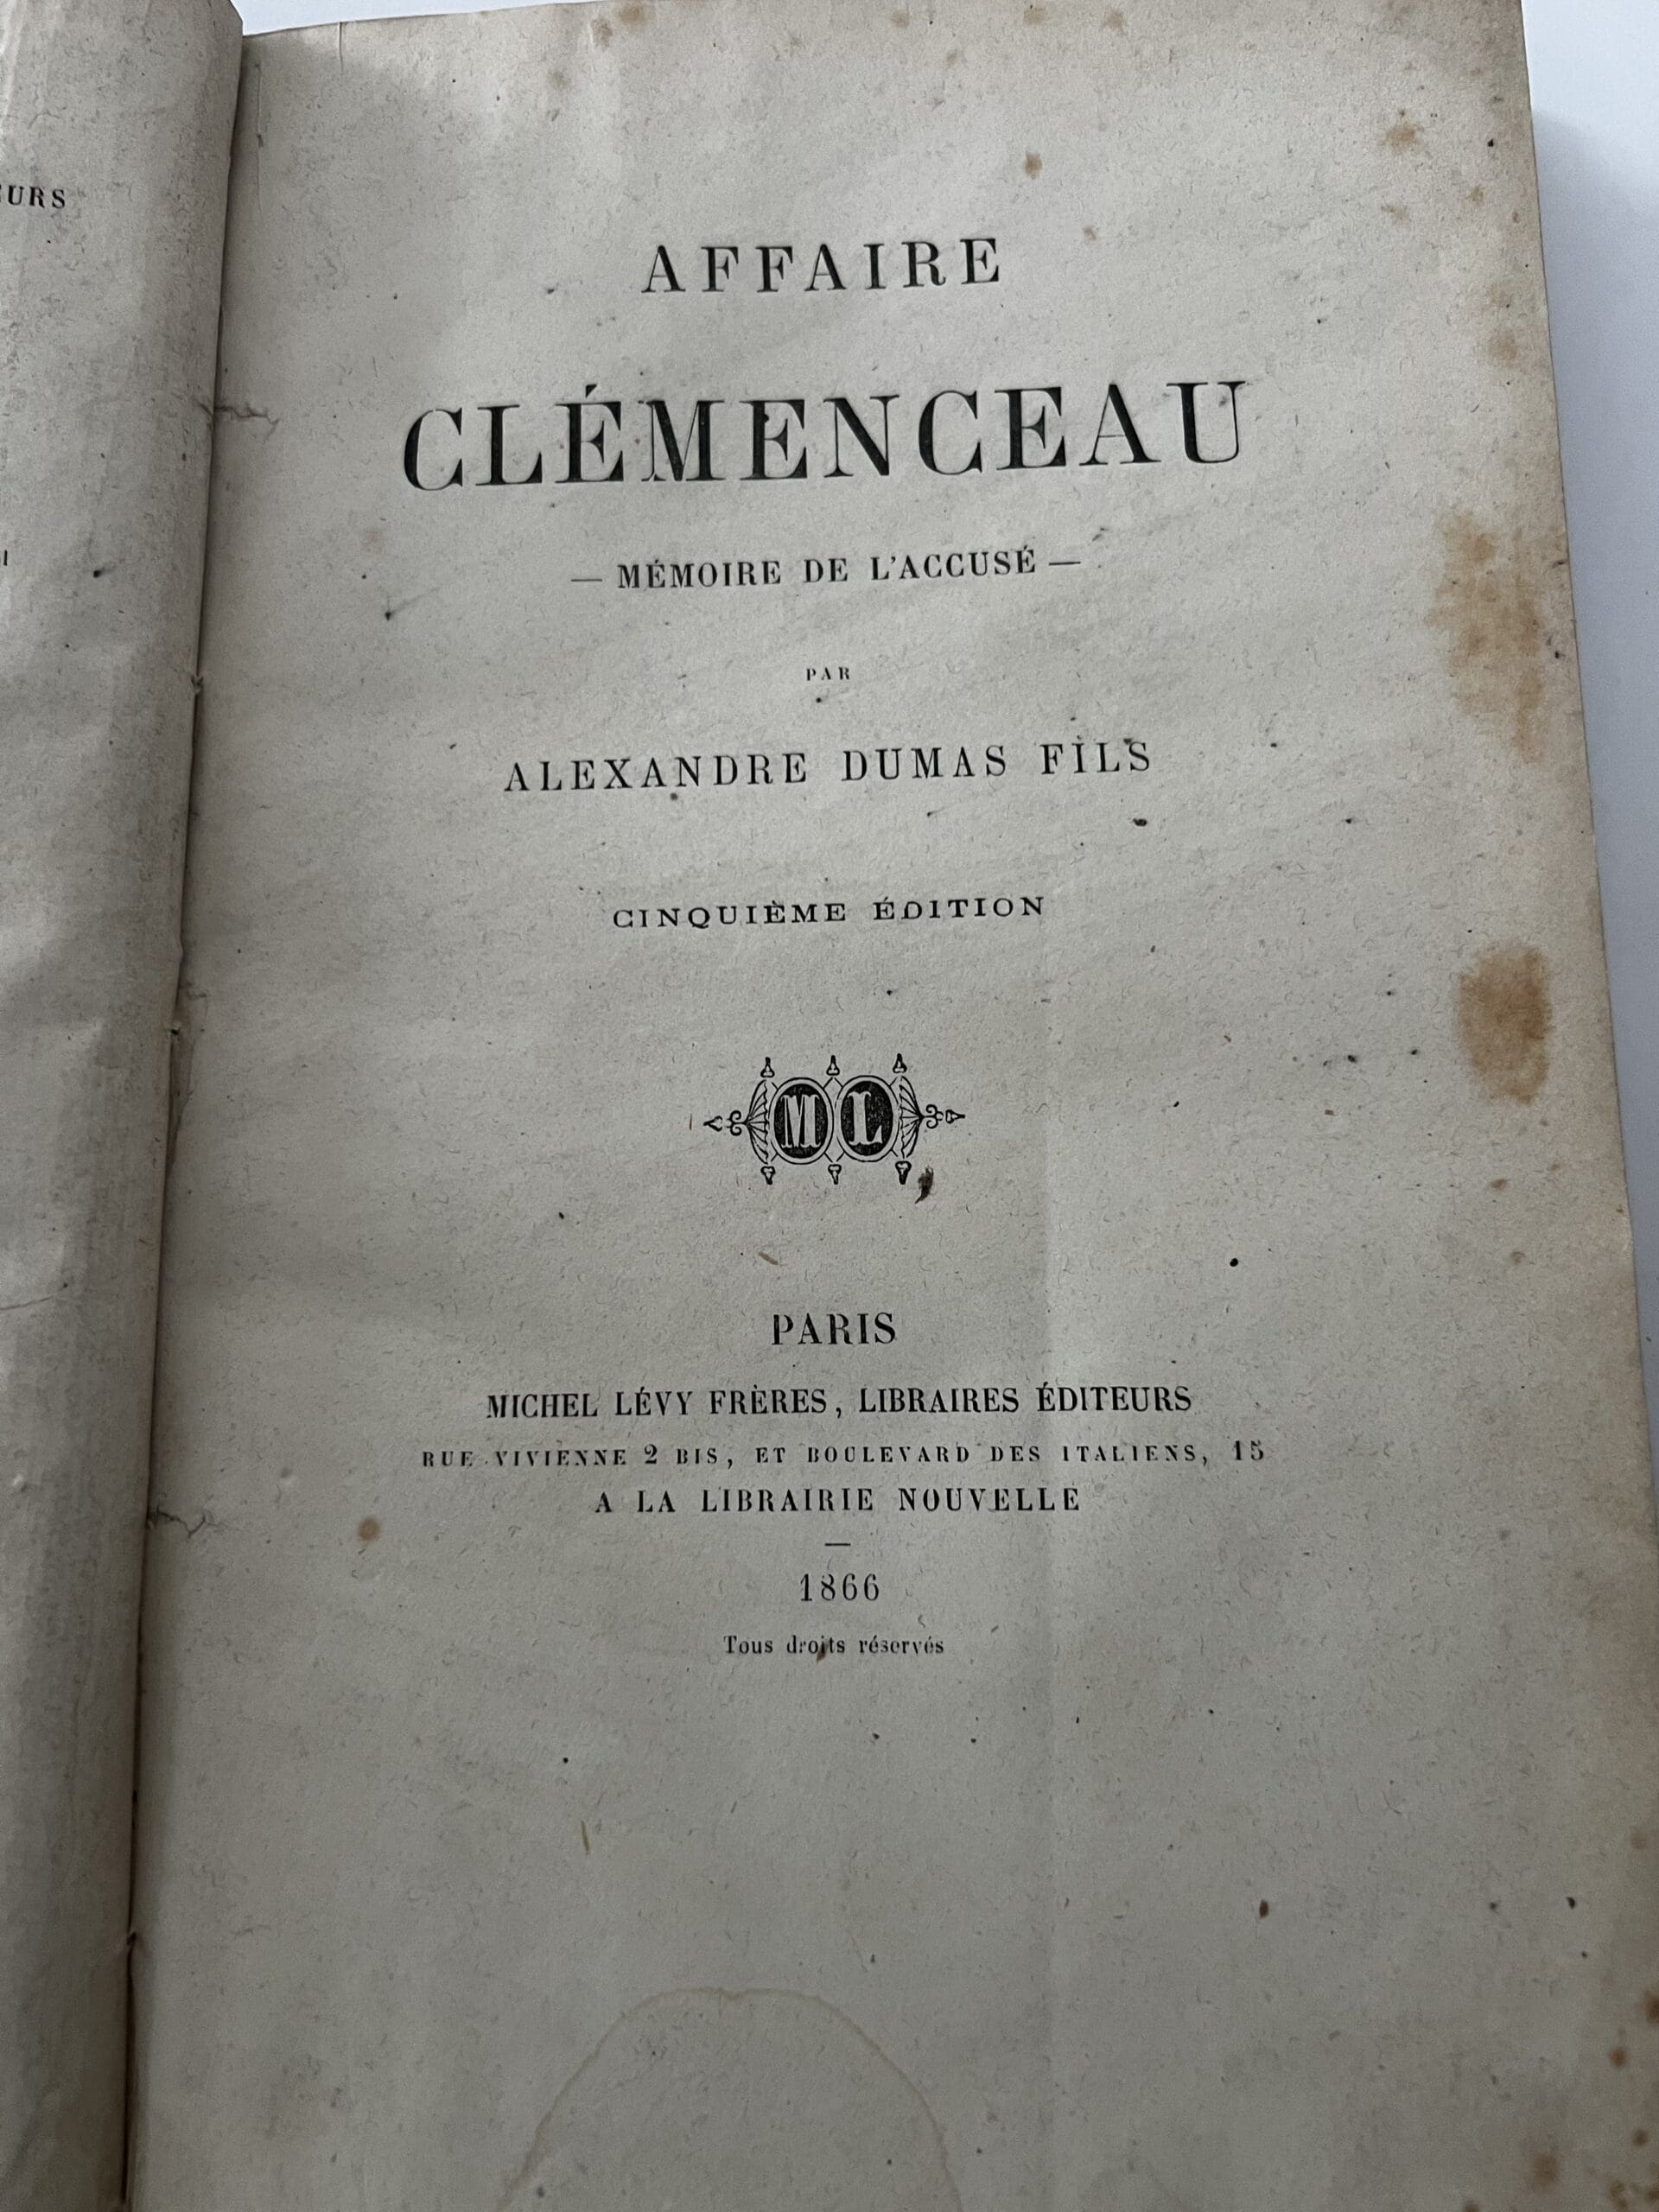 AFFAIRE
CLÉMENCEAU
— MÉMOIRE DE L'ACCUSÉ —
PAR
ALEXANDRE DUMAS FILS
CINQUIÈME ÉDITION
ML
PARIS
MICHEL LÉVY FRÈRES, LIBRAIRES ÉDITEURS
RUE VIVIENNE 2 BIS, ET BOULEVARD DES ITALIENS, 15
A LA LIBRAIRIE NOUVELLE
—
1866
Tous droits réservés